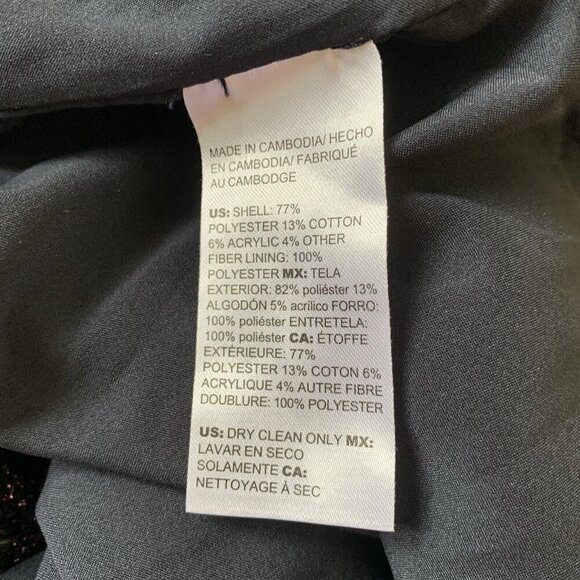 MADE IN CAMBODIA/ HECHO
EN CAMBODIA/ FABRIQUÉ
AU CAMBODGE
US: SHELL: 77%
POLYESTER 13% COTTON
6% ACRYLIC 4% OTHER
FIBER LINING: 100%
POLYESTER MX: TELA
EXTERIOR: 82% poliéster 13%
ALGODÓN 5% acrílico FORRO:
100% poliéster ENTRETELA:
100% poliéster CA: ÉTOFFE
EXTÉRIEURE: 77%
POLYESTER 13% COTON 6%
ACRYLIQUE 4% AUTRE FIBRE
DOUBLURE: 100% POLYESTER
US: DRY CLEAN ONLY MX:
LAVAR EN SECO
SOLAMENTE CA:
NETTOYAGE À SEC